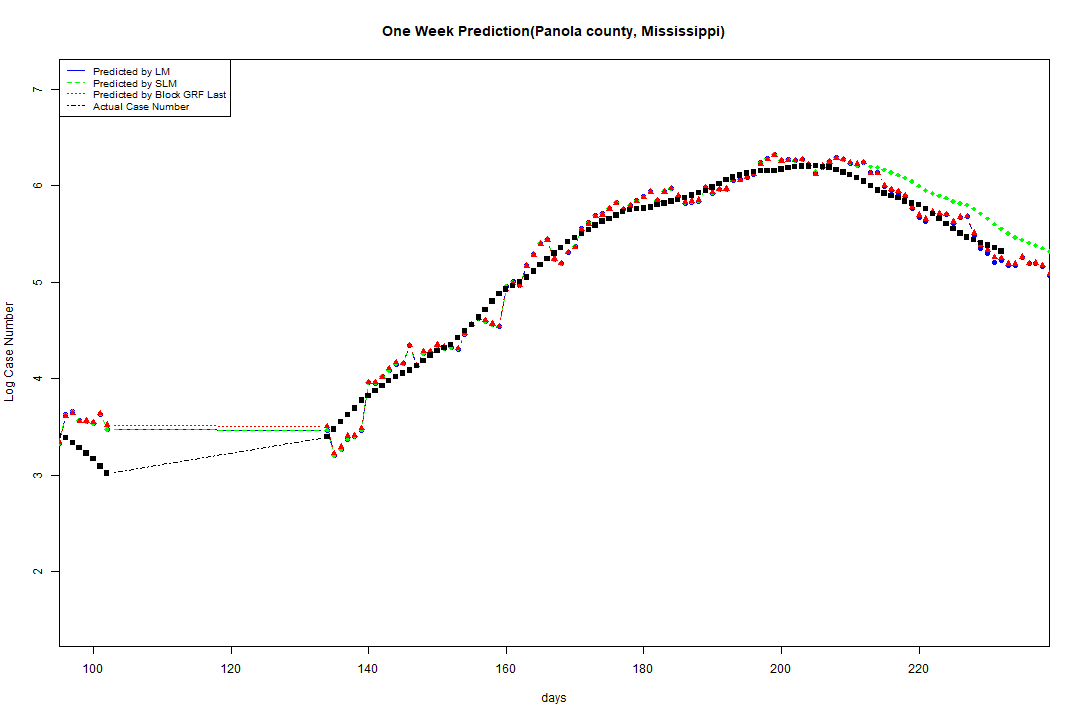 One Week Prediction(Panola county, Mississippi)
Predicted by LM
Predicted by SLM
Predicted by Block GRF Last
Actual Case Number
7
6
5
4
3
2
Log Case Number
100 120 140 160 180 200 220
days